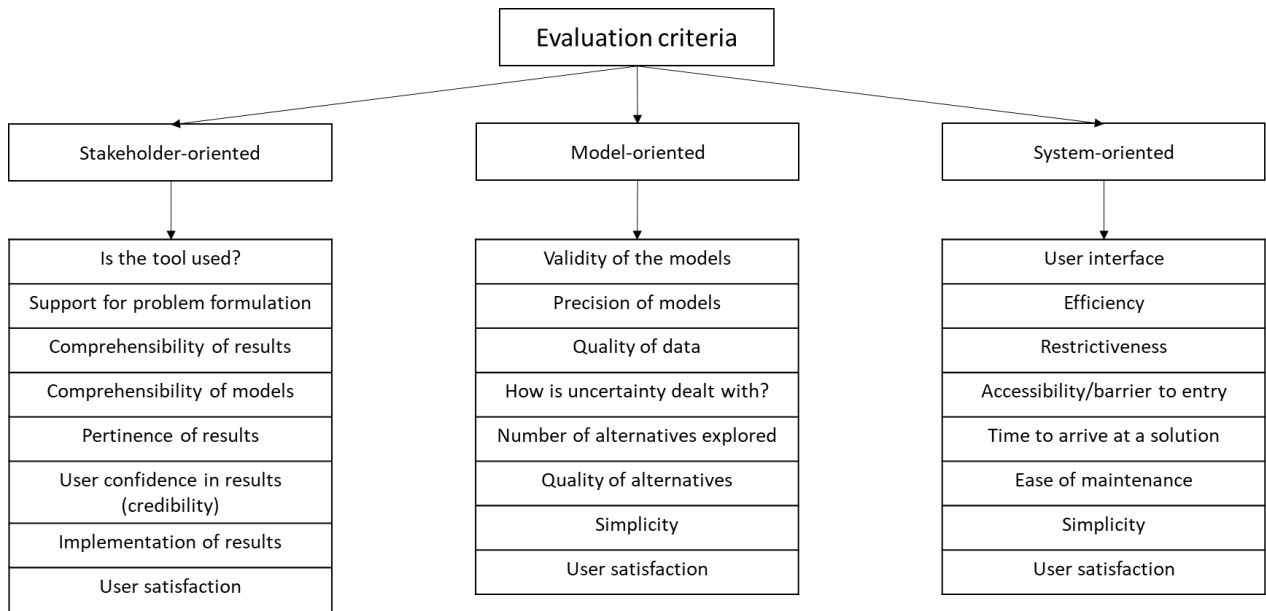 Evaluation criteria
Stakeholder-oriented
Model-oriented
System-oriented
Is the tool used?
Support for problem formulation
Comprehensibility of results
Comprehensibility of models
Pertinence of results
User confidence in results
(credibility)
Implementation of results
User satisfaction
Validity of the models
Precision of models
Quality of data
How is uncertainty dealt with?
Number of alternatives explored
Quality of alternatives
Simplicity
User satisfaction
User interface
Efficiency
Restrictiveness
Accessibility/barrier to entry
Time to arrive at a solution
Ease of maintenance
Simplicity
User satisfaction